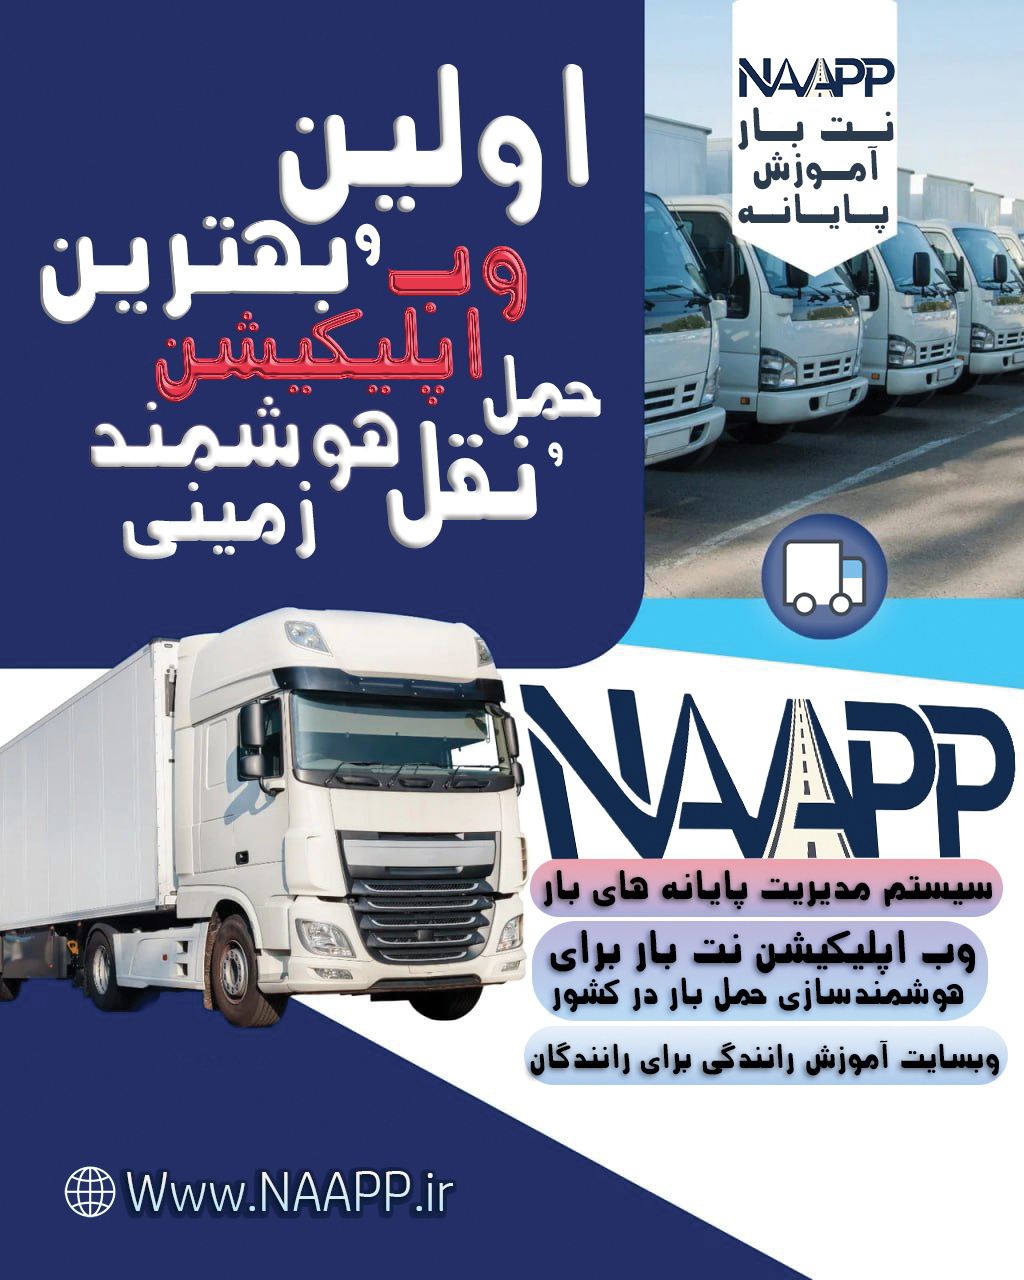 NAAPP
نت بار
آموزش
پایانه
اولین
و بهترین
وب
اپلیکیشن
حمل
و نقل هوشمند
زمینی
NAAPP
سیستم مدیریت پایانه های بار
وب اپلیکیشن نت بار برای
هوشمندسازی حمل بار در کشور
وبسایت آموزش رانندگی برای رانندگان
Www.NAAPP.ir